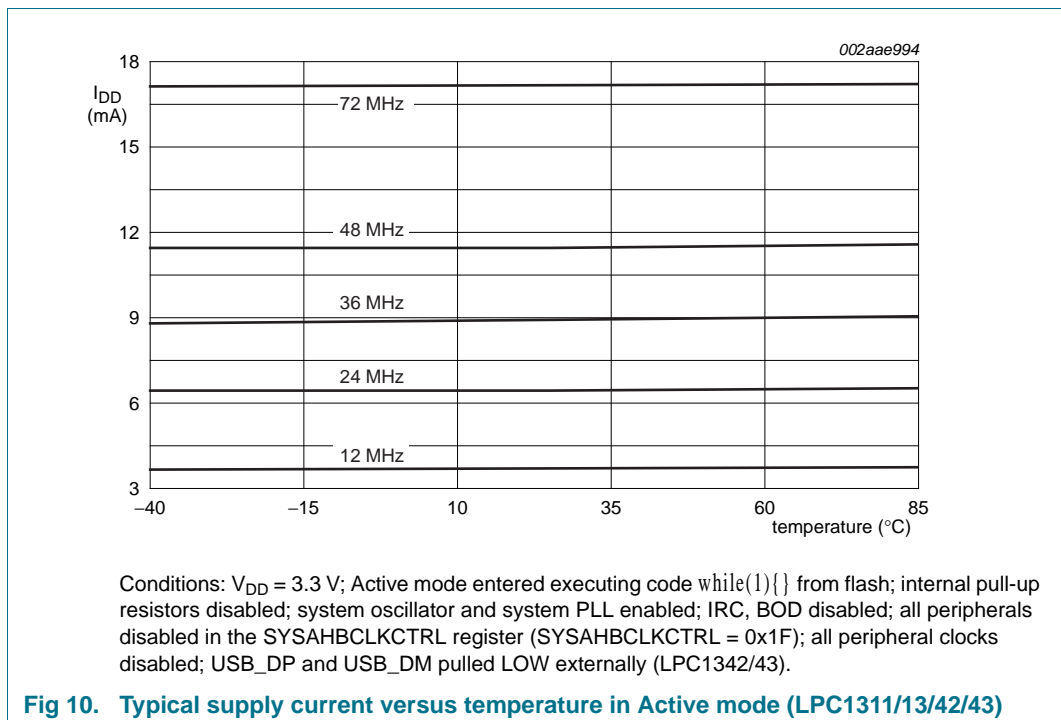 002aae994
18
I_DD
(mA)
72 MHz
15
12
48 MHz
36 MHz
9
24 MHz
6
12 MHz
3
−40 −15 10 35 60 85
temperature (°C)
Conditions: V_DD = 3.3 V; Active mode entered executing code while(1){} from flash; internal pull-up
resistors disabled; system oscillator and system PLL enabled; IRC, BOD disabled; all peripherals
disabled in the SYSAHBCLKCTRL register (SYSAHBCLKCTRL = 0x1F); all peripheral clocks
disabled; USB_DP and USB_DM pulled LOW externally (LPC1342/43).
Fig 10. Typical supply current versus temperature in Active mode (LPC1311/13/42/43)